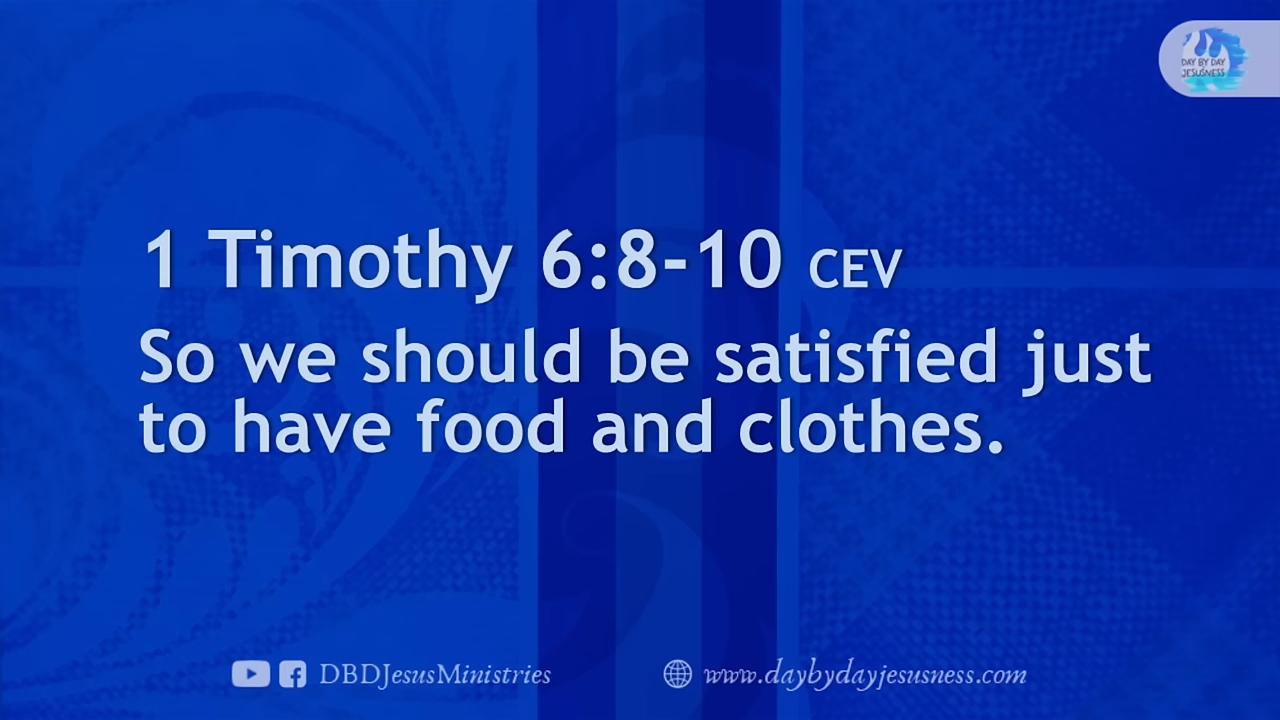 DAY BY DAY
JESUSNESS
1 Timothy 6:8-10 CEV
So we should be satisfied just
to have food and clothes.
DBDJesusMinistries
www.daybydayjesusness.com